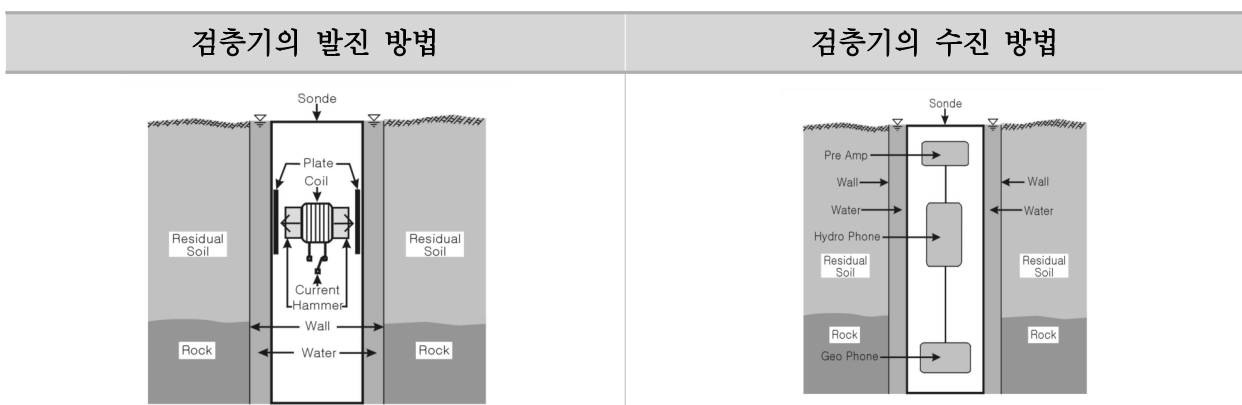 검층기의 발진 방법
검층기의 수진 방법
Sonde
Plate
Coil
Residual
Soil
Residual
Soil
Current
Hammer
Wall
Rock
Water
Rock
Sonde
Pre Amp
Wall
Wall
Water
Water
Hydro Phone
Residual
Soil
Residual
Soil
Rock
Rock
Geo Phone